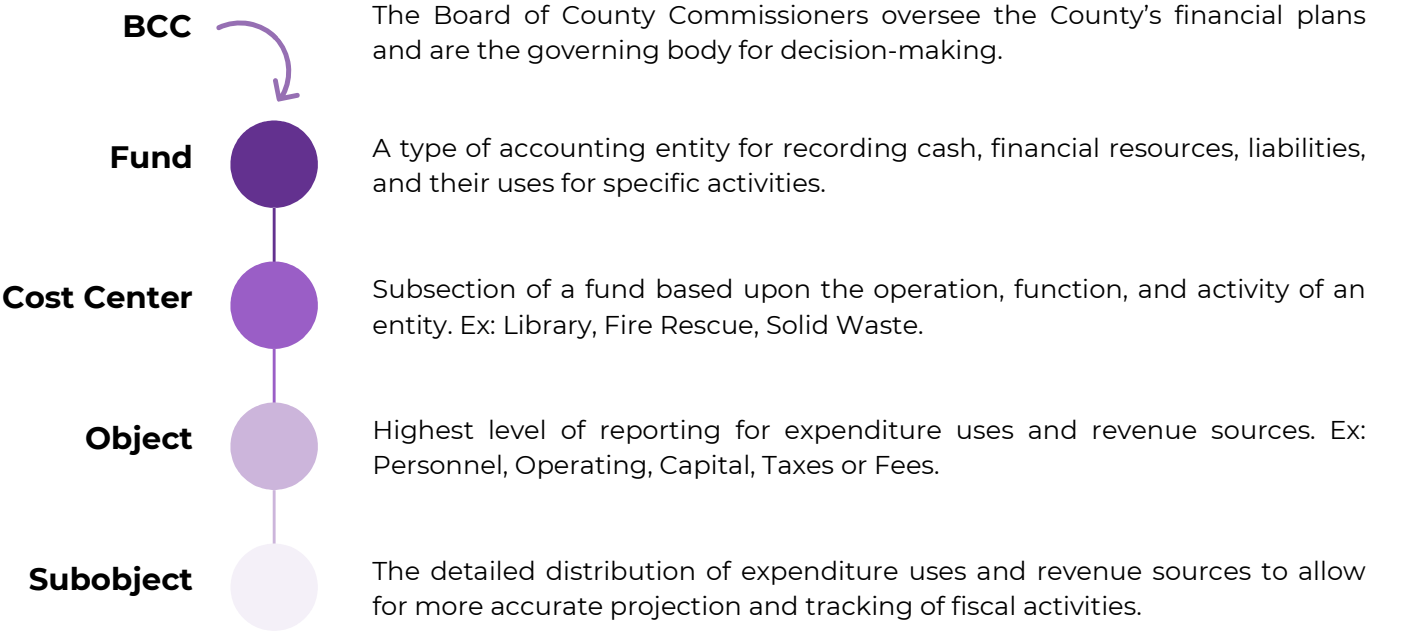 BCC
The Board of County Commissioners oversee the County’s financial plans
and are the governing body for decision-making.
Fund
A type of accounting entity for recording cash, financial resources, liabilities,
and their uses for specific activities.
Cost Center
Subsection of a fund based upon the operation, function, and activity of an
entity. Ex: Library, Fire Rescue, Solid Waste.
Object
Highest level of reporting for expenditure uses and revenue sources. Ex:
Personnel, Operating, Capital, Taxes or Fees.
Subobject
The detailed distribution of expenditure uses and revenue sources to allow
for more accurate projection and tracking of fiscal activities.